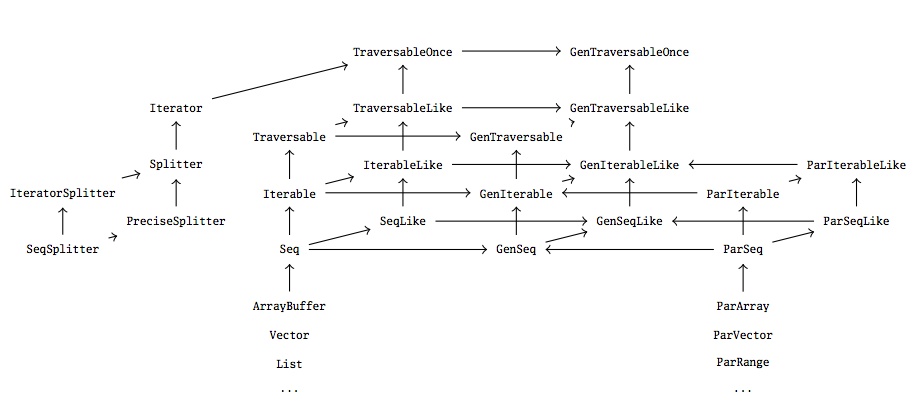 TraversableOnce GenTraversableOnce
Iterator TraversableLike GenTraversableLike
Traversable GenTraversable
Splitter IterableLike GenIterableLike ParIterableLike
IteratorSplitter Iterable GenIterable ParIterable
PreciseSplitter SeqLike GenSeqLike ParSeqLike
SeqSplitter Seq GenSeq ParSeq
ArrayBuffer ParArray
Vector ParVector
List ParRange
... ...